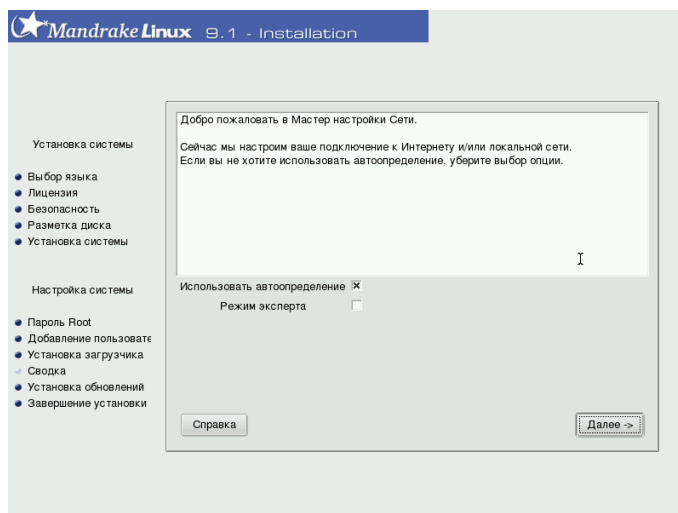 Mandrake Linux 9.1 - Installation
Установка системы
Выбор языка
Лицензия
Безопасность
Разметка диска
Установка системы
Настройка системы
Пароль Root
Добавление пользовате
Установка загрузчика
Сводка
Установка обновлений
Завершение установки
Добро пожаловать в Мастер настройки Сети.
Сейчас мы настроим ваше подключение к Интернету и/или локальной сети.
Если вы не хотите использовать автоопределение, уберите выбор опции.
Использовать автоопределение
Режим эксперта
Справка
Далее ->